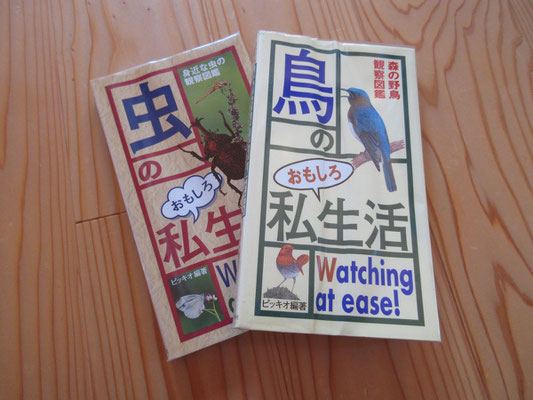 身近な虫の
観察図鑑
虫の
おもしろ
私生
W
ピッキオ編著
森の野鳥
観察図鑑
鳥の
おもしろ
私生活
Watching
at ease!
ピッキオ編著